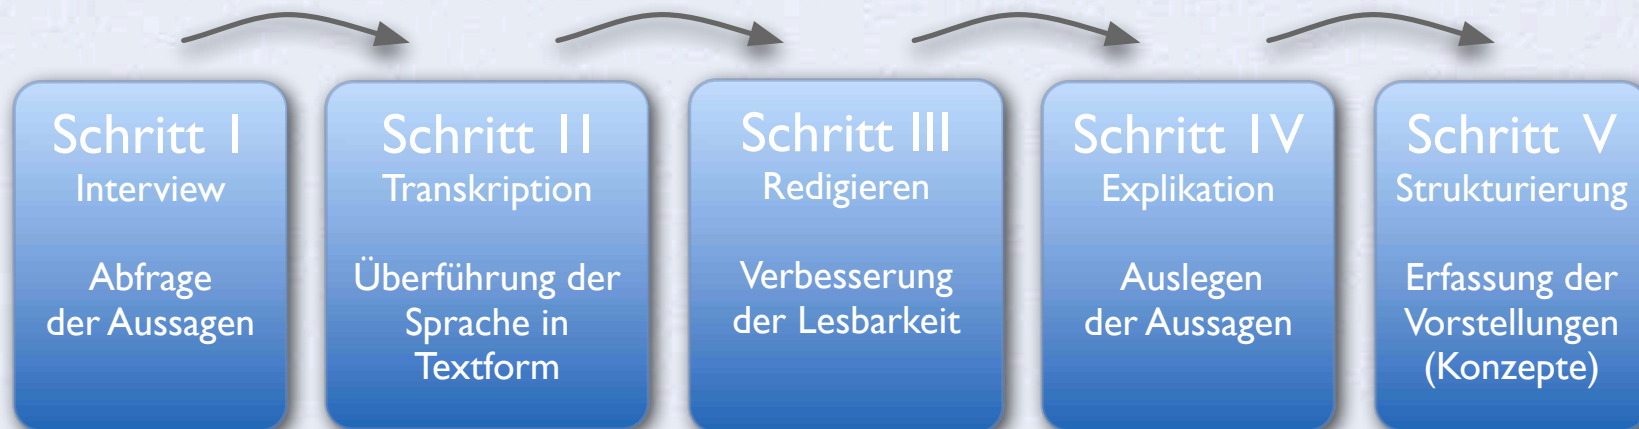 Schritt I
Interview
Abfrage
der Aussagen
Schritt II
Transkription
Überführung der
Sprache in
Textform
Schritt III
Redigieren
Verbesserung
der Lesbarkeit
Schritt IV
Explikation
Auslegen
der Aussagen
Schritt V
Strukturierung
Erfassung der
Vorstellungen
(Konzepte)